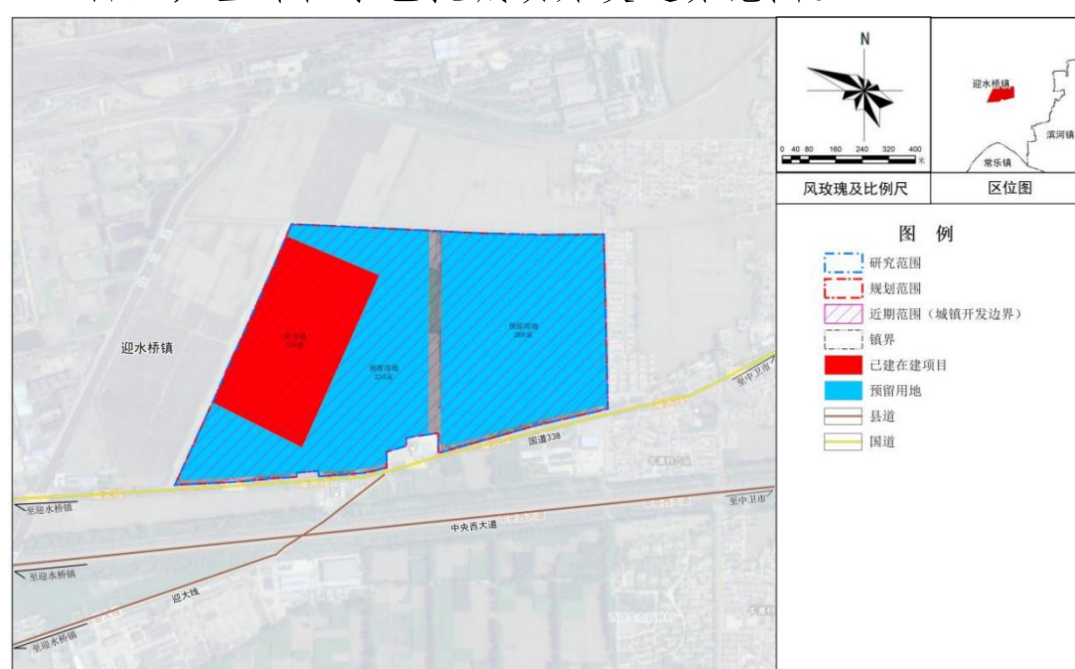 N
0 40 80 160 240 320 400
米
风玫瑰及比例尺
迎水桥镇
滨河镇
常乐镇
区位图
图 例
研究范围
规划范围
近期范围（城镇开发边界）
镇界
已建在建项目
预留用地
县道
国道
迎水桥镇
预留用地
预留用地
国道338
至中卫市
至迎水桥镇
中央西大道
至中卫市
至迎水桥镇
迎大线
至迎水桥镇